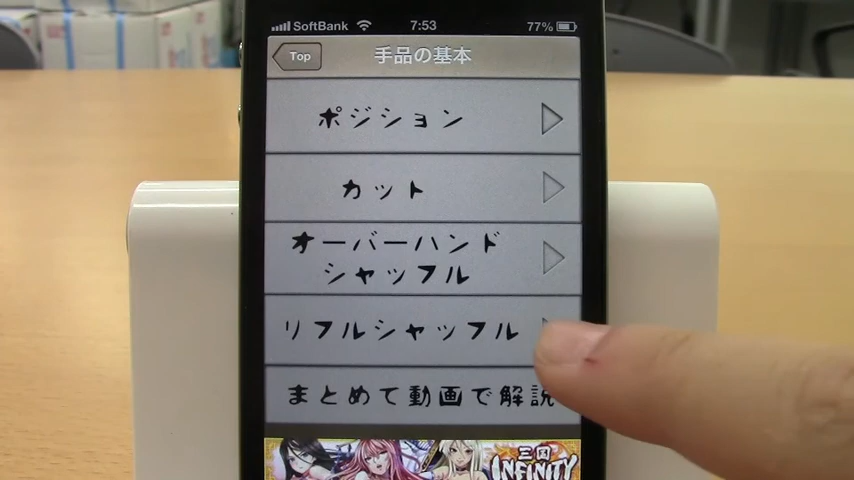 SoftBank 7:53 77%
Top 手品の基本
ポジション
カット
オーバーハンド
シャッフル
リフルシャッフル
まとめて動画で解説
三国
INFINITY